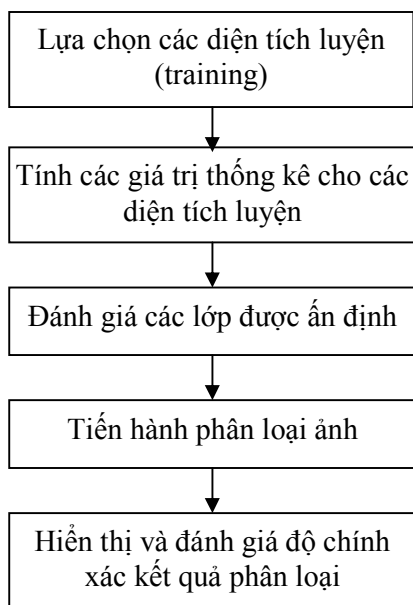 Lựa chọn các diện tích luyện
(training)
Tính các giá trị thống kê cho các
diện tích luyện
Đánh giá các lớp được ấn định
Tiến hành phân loại ảnh
Hiển thị và đánh giá độ chính
xác kết quả phân loại